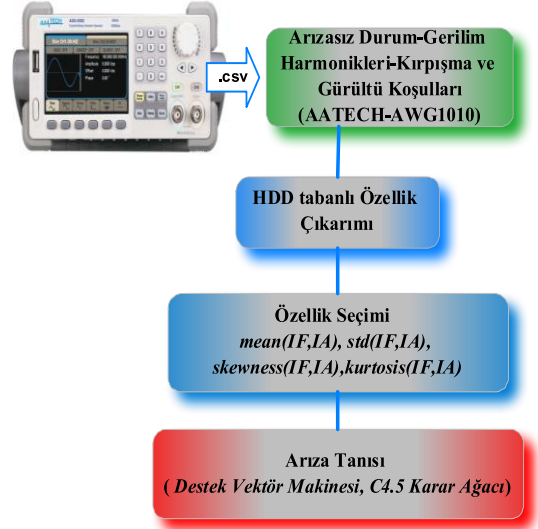 AATECH
.csv
Arızasız Durum-Gerilim
Harmonikleri-Kırpışma ve
Gürültü Koşulları
(AATECH-AWG1010)
HDD tabanlı Özellik
Çıkarımı
Özellik Seçimi
mean(IF,IA), std(IF,IA),
skewness(IF,IA),kurtosis(IF,IA)
Arıza Tanısı
( Destek Vektör Makinesi, C4.5 Karar Ağacı)